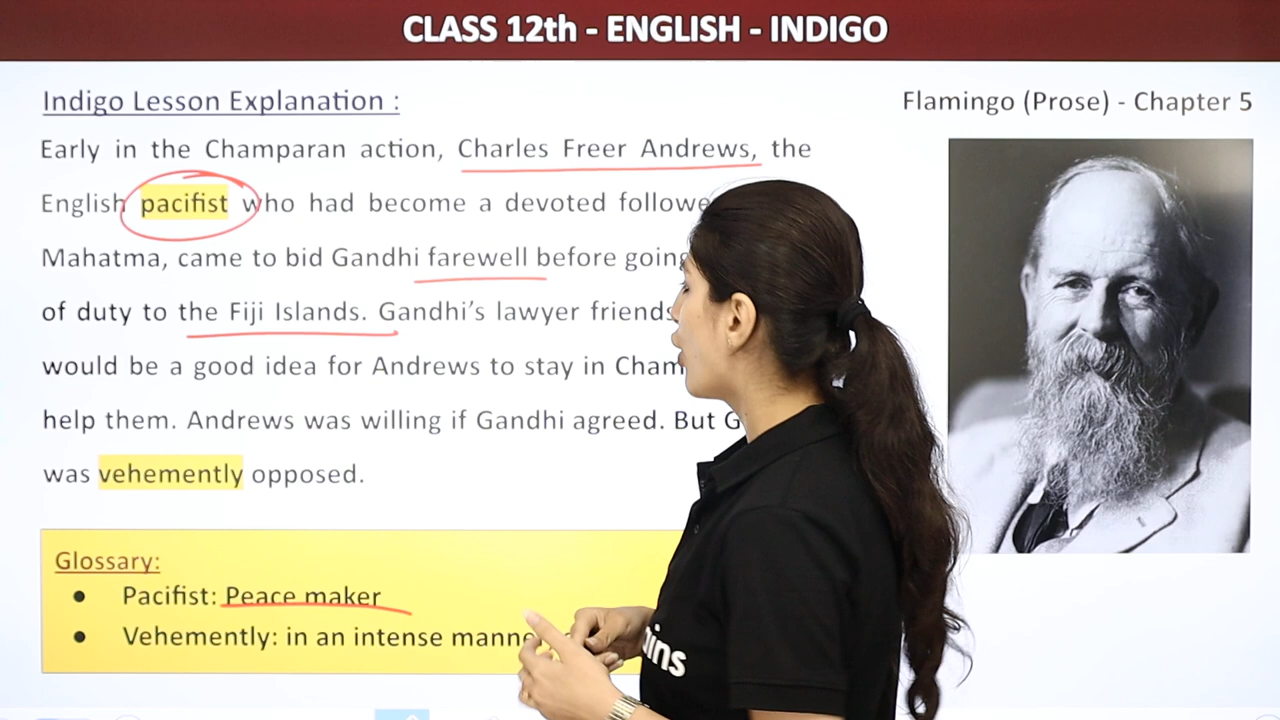 CLASS 12th - ENGLISH - INDIGO
Indigo Lesson Explanation :
Flamingo (Prose) - Chapter 5
Early in the Champaran action, Charles Freer Andrews, the
English pacifist who had become a devoted
Mahatma, came to bid Gandhi farewell before going
of duty to the Fiji Islands. Gandhi's lawyer friends
would be a good idea for Andrews to stay in
help them. Andrews was willing if Gandhi agreed. But
was vehemently opposed.
Glossary:
● Pacifist: Peace maker
● Vehemently: in an intense